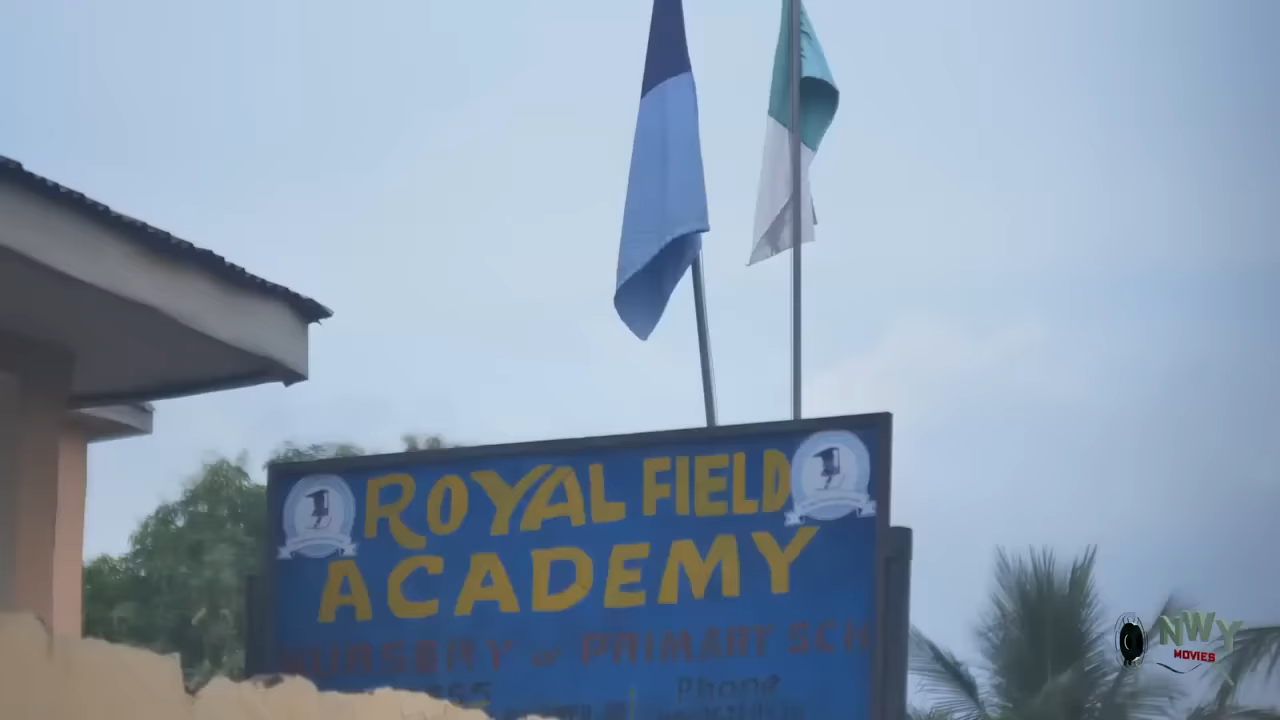 ROYAL FIELD
ACADEMY
NURSERY & PRIMARY SCH
Phone
NWY
MOVIES